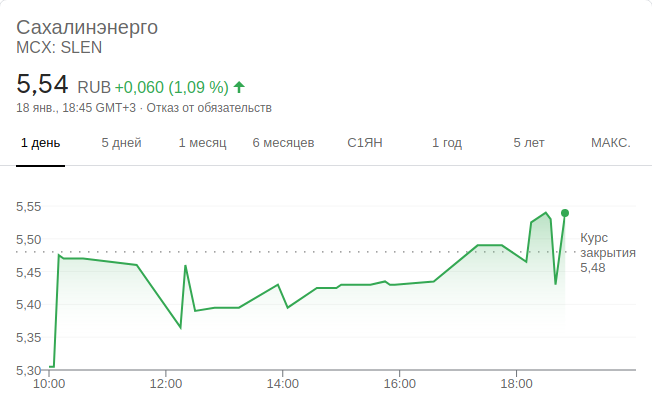 Сахалинэнерго
MCX: SLEN
5,54 RUB +0,060 (1,09 %)
18 янв., 18:45 GMT+3 · Отказ от обязательств
1 день 5 дней 1 месяц 6 месяцев С1ЯН 1 год 5 лет МАКС.
5,55
5,50
5,45
5,40
5,35
5,30
Курс
закрытия
5,48
10:00 12:00 14:00 16:00 18:00